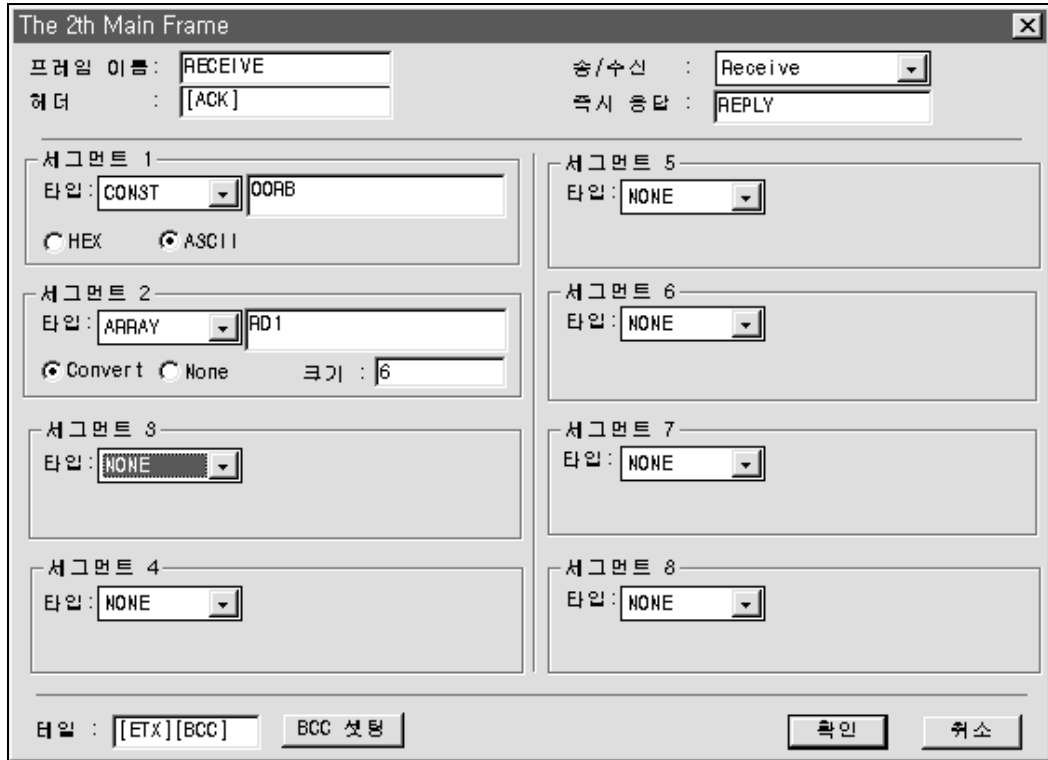 The 2th Main Frame
프레임 이름: RECEIVE
송/수신 : Receive
허더 : [ACK]
즉시 응답 : REPLY
세그먼트 1
타입: CONST 00RB
HEX ASCII
세그먼트 2
타입: ARRAY RD1
Convert None 크기 : 6
세그먼트 3
타입: NONE
세그먼트 4
타입: NONE
세그먼트 5
타입: NONE
세그먼트 6
타입: NONE
세그먼트 7
타입: NONE
세그먼트 8
타입: NONE
테일 : [ETX][BCC] BCC 셋팅 확인 취소